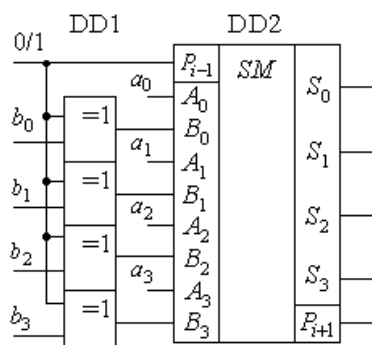 DD1 DD2
0/1
P_{i-1} SM
a_0 A_0 S_0
=1
b_0 B_0
a_1 A_1 S_1
=1
b_1 B_1
a_2 A_2 S_2
=1
b_2 B_2
a_3 A_3 S_3
=1
b_3 B_3 P_{i+1}